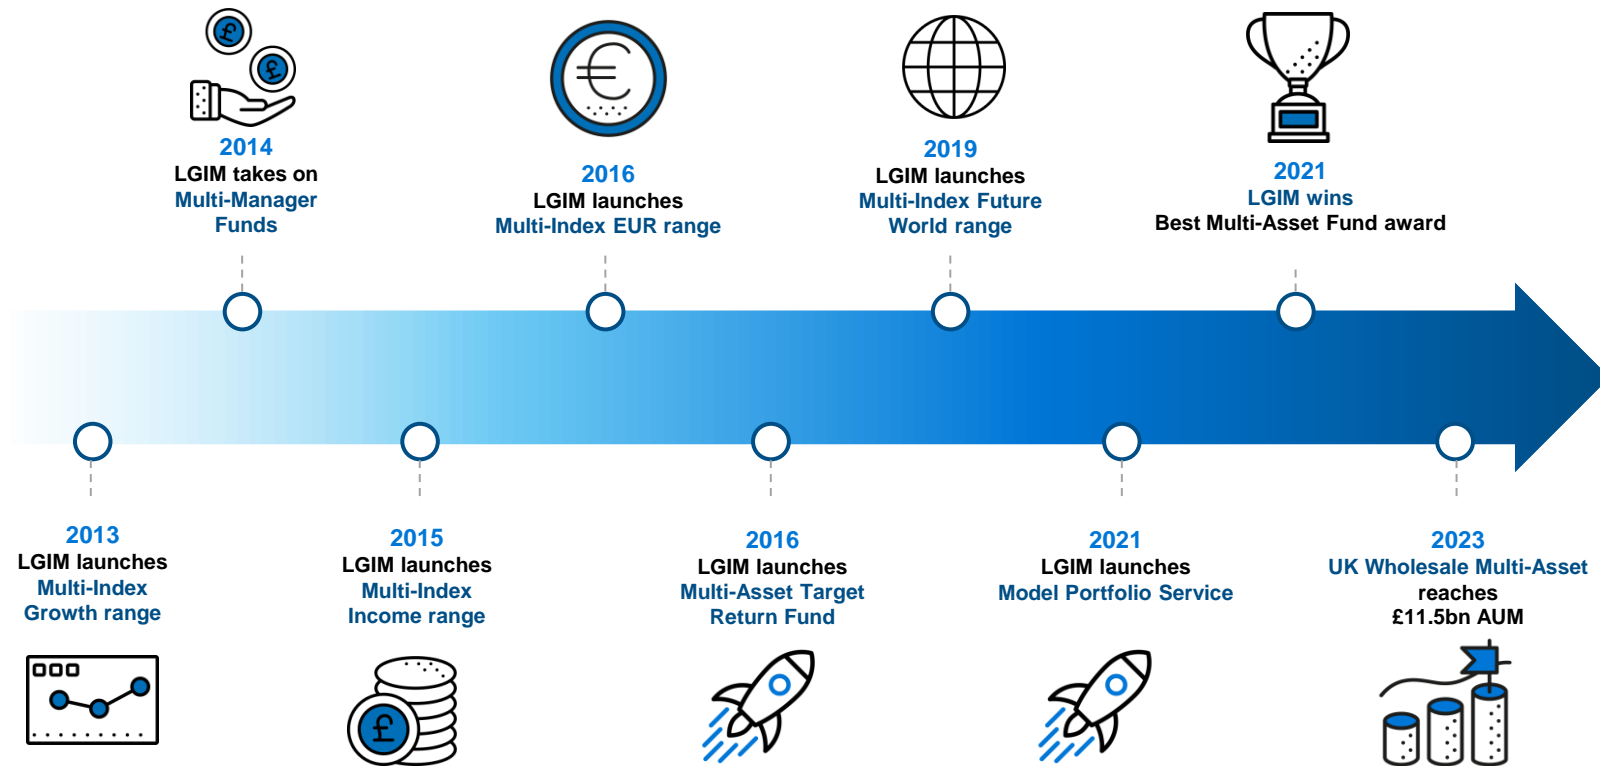 2014
LGIM takes on
Multi-Manager
Funds
2016
LGIM launches
Multi-Index EUR range
2019
LGIM launches
Multi-Index Future
World range
2021
LGIM wins
Best Multi-Asset Fund award
2013
LGIM launches
Multi-Index
Growth range
2015
LGIM launches
Multi-Index
Income range
2016
LGIM launches
Multi-Asset Target
Return Fund
2021
LGIM launches
Model Portfolio Service
2023
UK Wholesale Multi-Asset
reaches
£11.5bn AUM